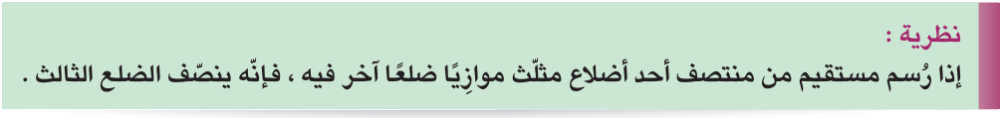 نظرية :
إذا رُسم مستقيم من منتصف أحد أضلاع مثلّث موازِيًا ضلعًا آخر فيه ، فإنّه ينصّف الضلع الثالث .